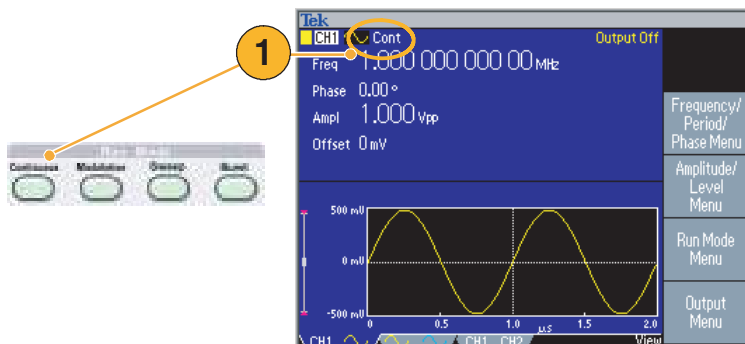 Tek
CH1 Cont Output Off
1
Freq 1.000 000 000 00 MHz
Phase 0.00 °
Ampl 1.000 Vpp
Offset 0 mV
Frequency/
Period/
Phase Menu
Amplitude/
Level
Menu
Run Mode
Menu
Output
Menu
Continuous Modulation Sweep Burst
500 mV
0 mV
-500 mV
0 0.5 1.0 µs 1.5 2.0
CH1 CH1 CH2 View